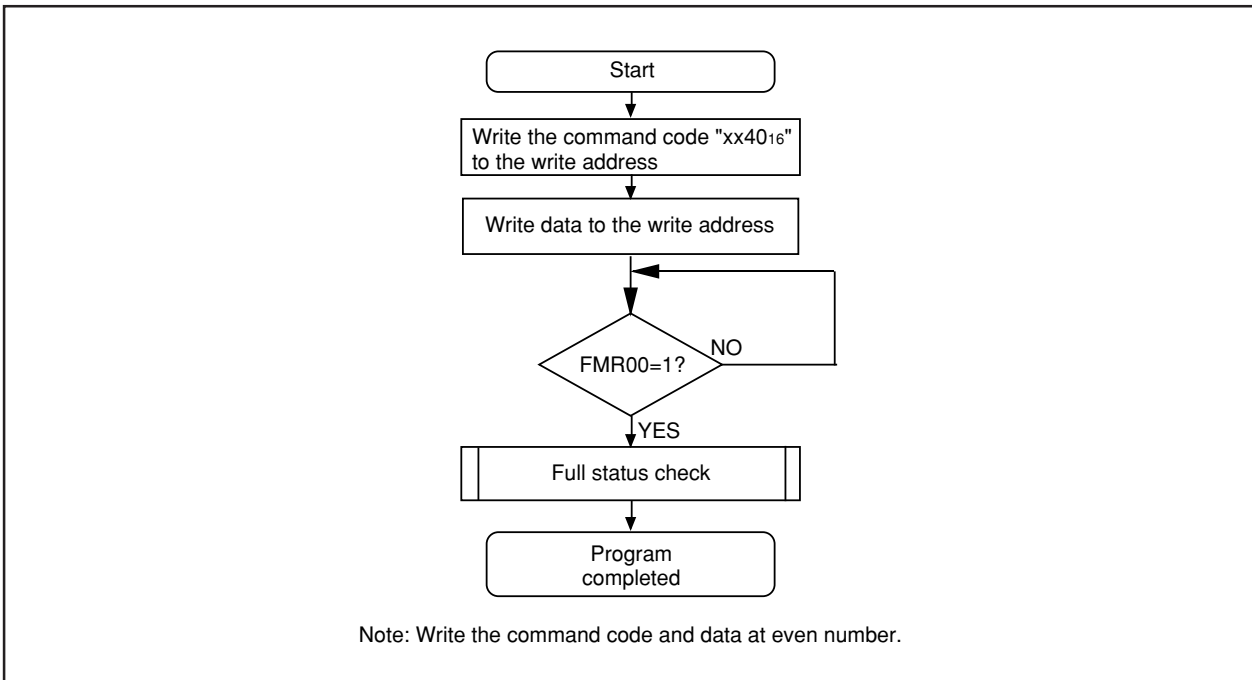 Start
Write the command code "xx4016"
to the write address
Write data to the write address
FMR00=1?
NO
YES
Full status check
Program
completed
Note: Write the command code and data at even number.